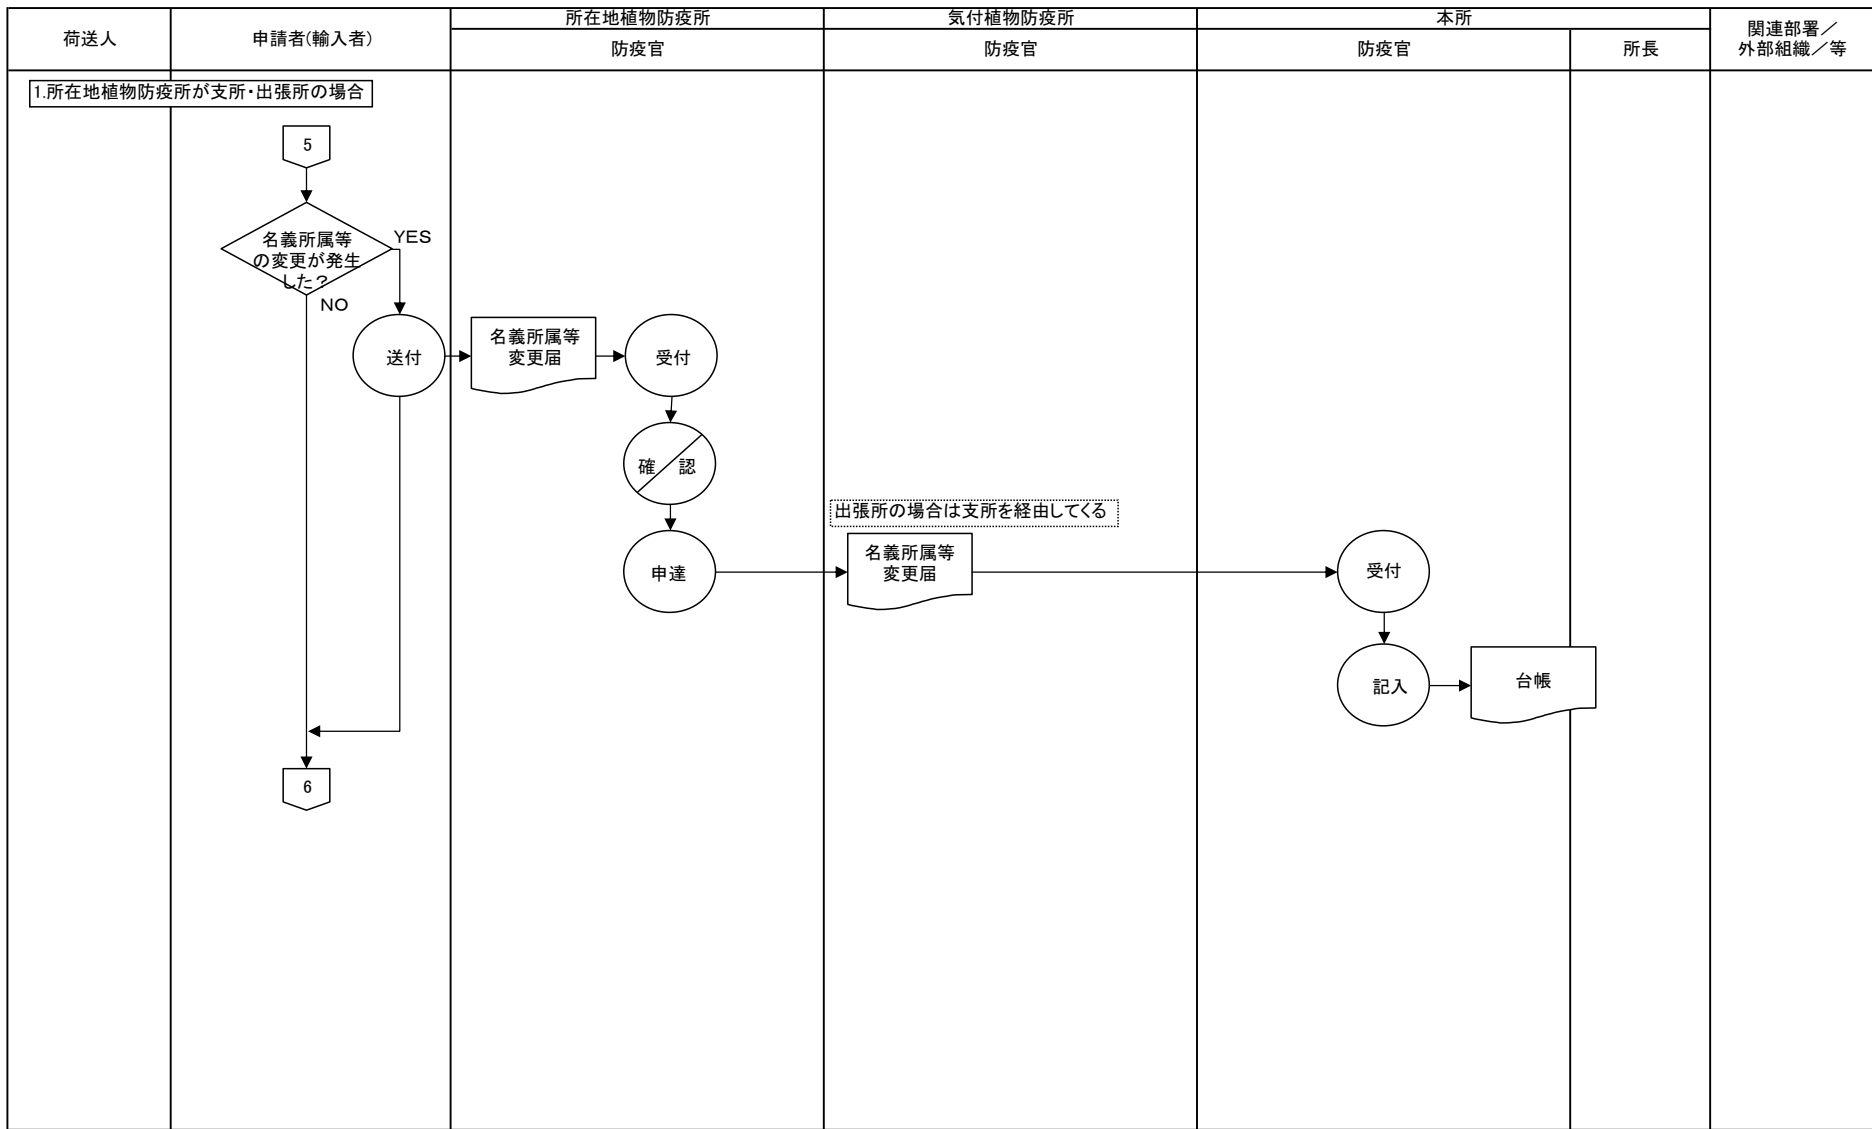 荷送人
申請者(輸入者)
所在地植物防疫所
防疫官
気付植物防疫所
防疫官
本所
防疫官
所長
関連部署／
外部組織／等
1.所在地植物防疫所が支所・出張所の場合
5
名義所属等
の変更が発生
した？
YES
NO
送付
名義所属等
変更届
受付
確 認
出張所の場合は支所を経由してくる
申達
名義所属等
変更届
受付
記入
台帳
6